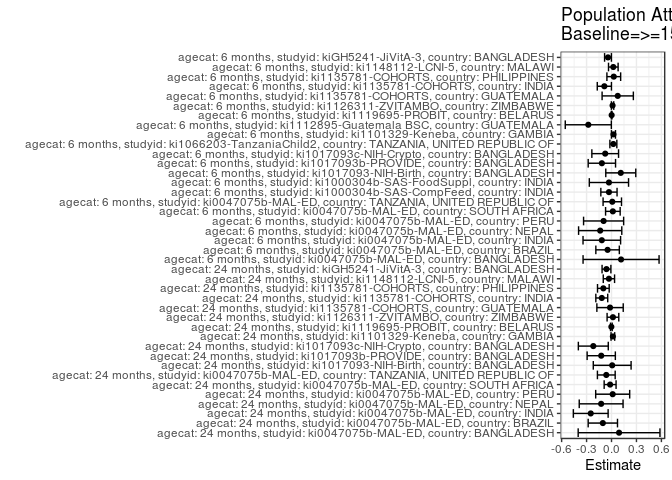 Population Att
Baseline=>=15
agecat: 6 months, studyid: kiGH5241-JiVitA-3, country: BANGLADESH
agecat: 6 months, studyid: ki1148112-LCNI-5, country: MALAWI
agecat: 6 months, studyid: ki1135781-COHORTS, country: PHILIPPINES
agecat: 6 months, studyid: ki1135781-COHORTS, country: INDIA
agecat: 6 months, studyid: ki1135781-COHORTS, country: GUATEMALA
agecat: 6 months, studyid: ki1126311-ZVITAMBO, country: ZIMBABWE
agecat: 6 months, studyid: ki1119695-PROBIT, country: BELARUS
agecat: 6 months, studyid: ki1112895-Guatemala BSC, country: GUATEMALA
agecat: 6 months, studyid: ki1101329-Keneba, country: GAMBIA
agecat: 6 months, studyid: ki1066203-TanzaniaChild2, country: TANZANIA, UNITED REPUBLIC OF
agecat: 6 months, studyid: ki1017093c-NIH-Crypto, country: BANGLADESH
agecat: 6 months, studyid: ki1017093b-PROVIDE, country: BANGLADESH
agecat: 6 months, studyid: ki1017093-NIH-Birth, country: BANGLADESH
agecat: 6 months, studyid: ki1000304b-SAS-FoodSuppl, country: INDIA
agecat: 6 months, studyid: ki1000304b-SAS-CompFeed, country: INDIA
agecat: 6 months, studyid: ki0047075b-MAL-ED, country: TANZANIA, UNITED REPUBLIC OF
agecat: 6 months, studyid: ki0047075b-MAL-ED, country: SOUTH AFRICA
agecat: 6 months, studyid: ki0047075b-MAL-ED, country: PERU
agecat: 6 months, studyid: ki0047075b-MAL-ED, country: NEPAL
agecat: 6 months, studyid: ki0047075b-MAL-ED, country: INDIA
agecat: 6 months, studyid: ki0047075b-MAL-ED, country: BRAZIL
agecat: 6 months, studyid: ki0047075b-MAL-ED, country: BANGLADESH
agecat: 24 months, studyid: kiGH5241-JiVitA-3, country: BANGLADESH
agecat: 24 months, studyid: ki1148112-LCNI-5, country: MALAWI
agecat: 24 months, studyid: ki1135781-COHORTS, country: PHILIPPINES
agecat: 24 months, studyid: ki1135781-COHORTS, country: INDIA
agecat: 24 months, studyid: ki1135781-COHORTS, country: GUATEMALA
agecat: 24 months, studyid: ki1126311-ZVITAMBO, country: ZIMBABWE
agecat: 24 months, studyid: ki1119695-PROBIT, country: BELARUS
agecat: 24 months, studyid: ki1101329-Keneba, country: GAMBIA
agecat: 24 months, studyid: ki1017093c-NIH-Crypto, country: BANGLADESH
agecat: 24 months, studyid: ki1017093b-PROVIDE, country: BANGLADESH
agecat: 24 months, studyid: ki1017093-NIH-Birth, country: BANGLADESH
agecat: 24 months, studyid: ki0047075b-MAL-ED, country: TANZANIA, UNITED REPUBLIC OF
agecat: 24 months, studyid: ki0047075b-MAL-ED, country: SOUTH AFRICA
agecat: 24 months, studyid: ki0047075b-MAL-ED, country: PERU
agecat: 24 months, studyid: ki0047075b-MAL-ED, country: NEPAL
agecat: 24 months, studyid: ki0047075b-MAL-ED, country: INDIA
agecat: 24 months, studyid: ki0047075b-MAL-ED, country: BRAZIL
agecat: 24 months, studyid: ki0047075b-MAL-ED, country: BANGLADESH
-0.6 -0.3 0.0 0.3 0.6
Estimate